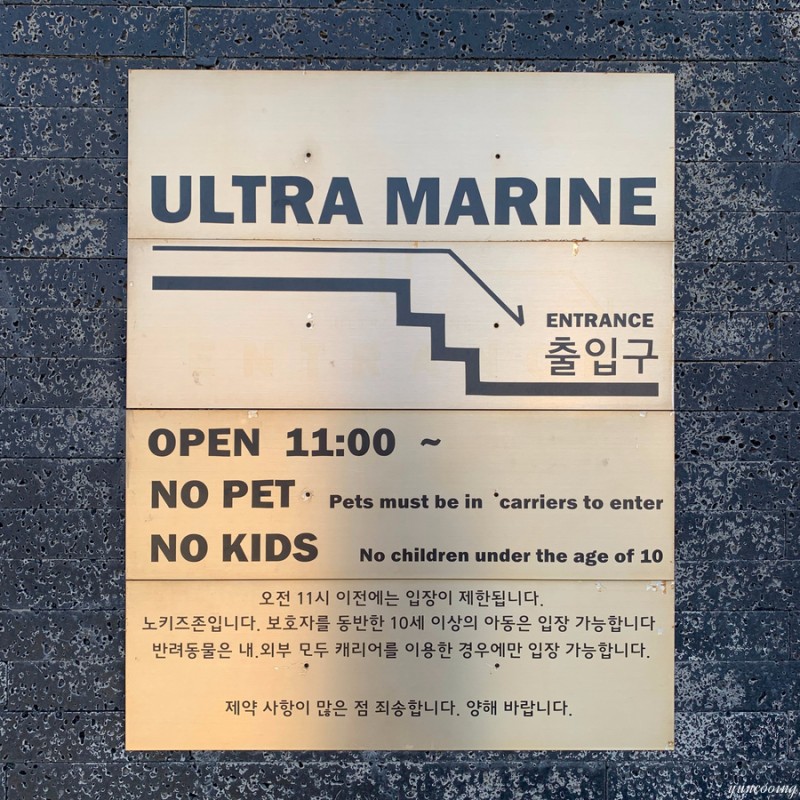 ULTRA MARINE
ENTRANCE
출입구
OPEN 11:00 ~
NO PET Pets must be in carriers to enter
NO KIDS No children under the age of 10
오전 11시 이전에는 입장이 제한됩니다.
노키즈존입니다. 보호자를 동반한 10세 이상의 아동은 입장 가능합니다
반려동물은 내.외부 모두 캐리어를 이용한 경우에만 입장 가능합니다.
제약 사항이 많은 점 죄송합니다. 양해 바랍니다.
yuncooing